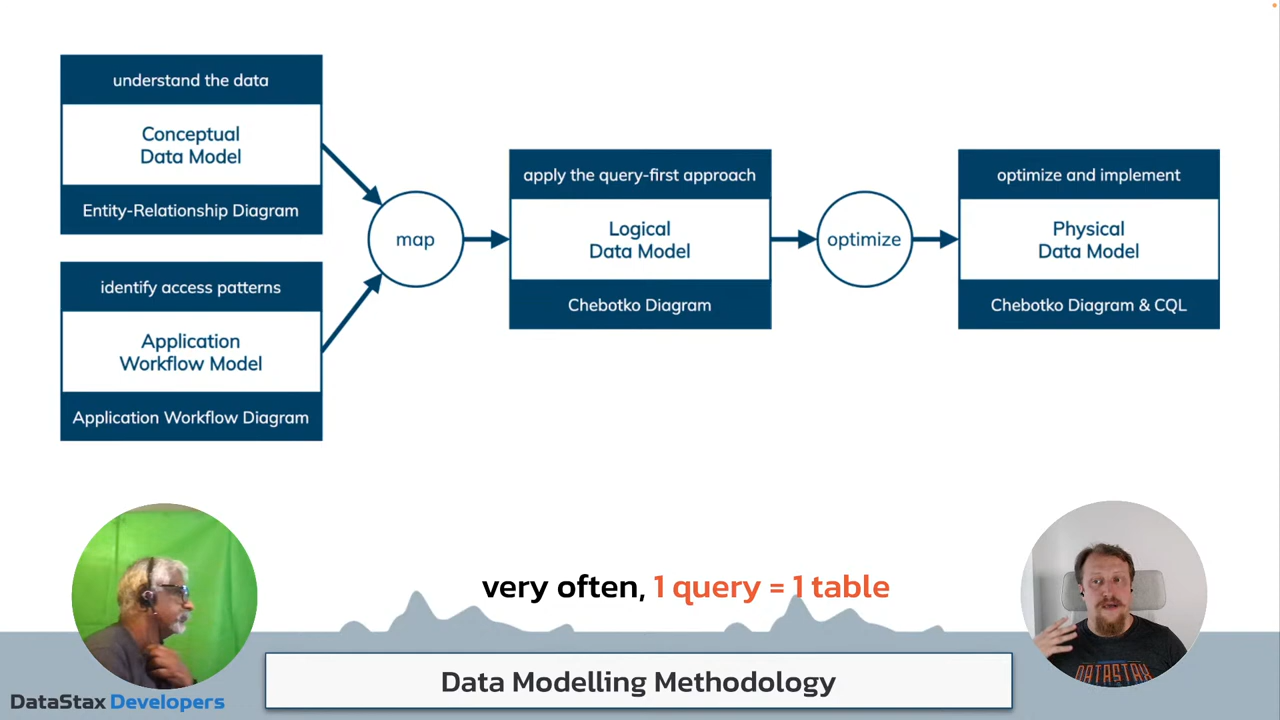 understand the data
Conceptual
Data Model
Entity-Relationship Diagram
identify access patterns
Application
Workflow Model
Application Workflow Diagram
map
apply the query-first approach
Logical
Data Model
Chebotko Diagram
optimize
optimize and implement
Physical
Data Model
Chebotko Diagram & CQL
very often, 1 query = 1 table
DATASTAX
Data Modelling Methodology
DataStax Developers